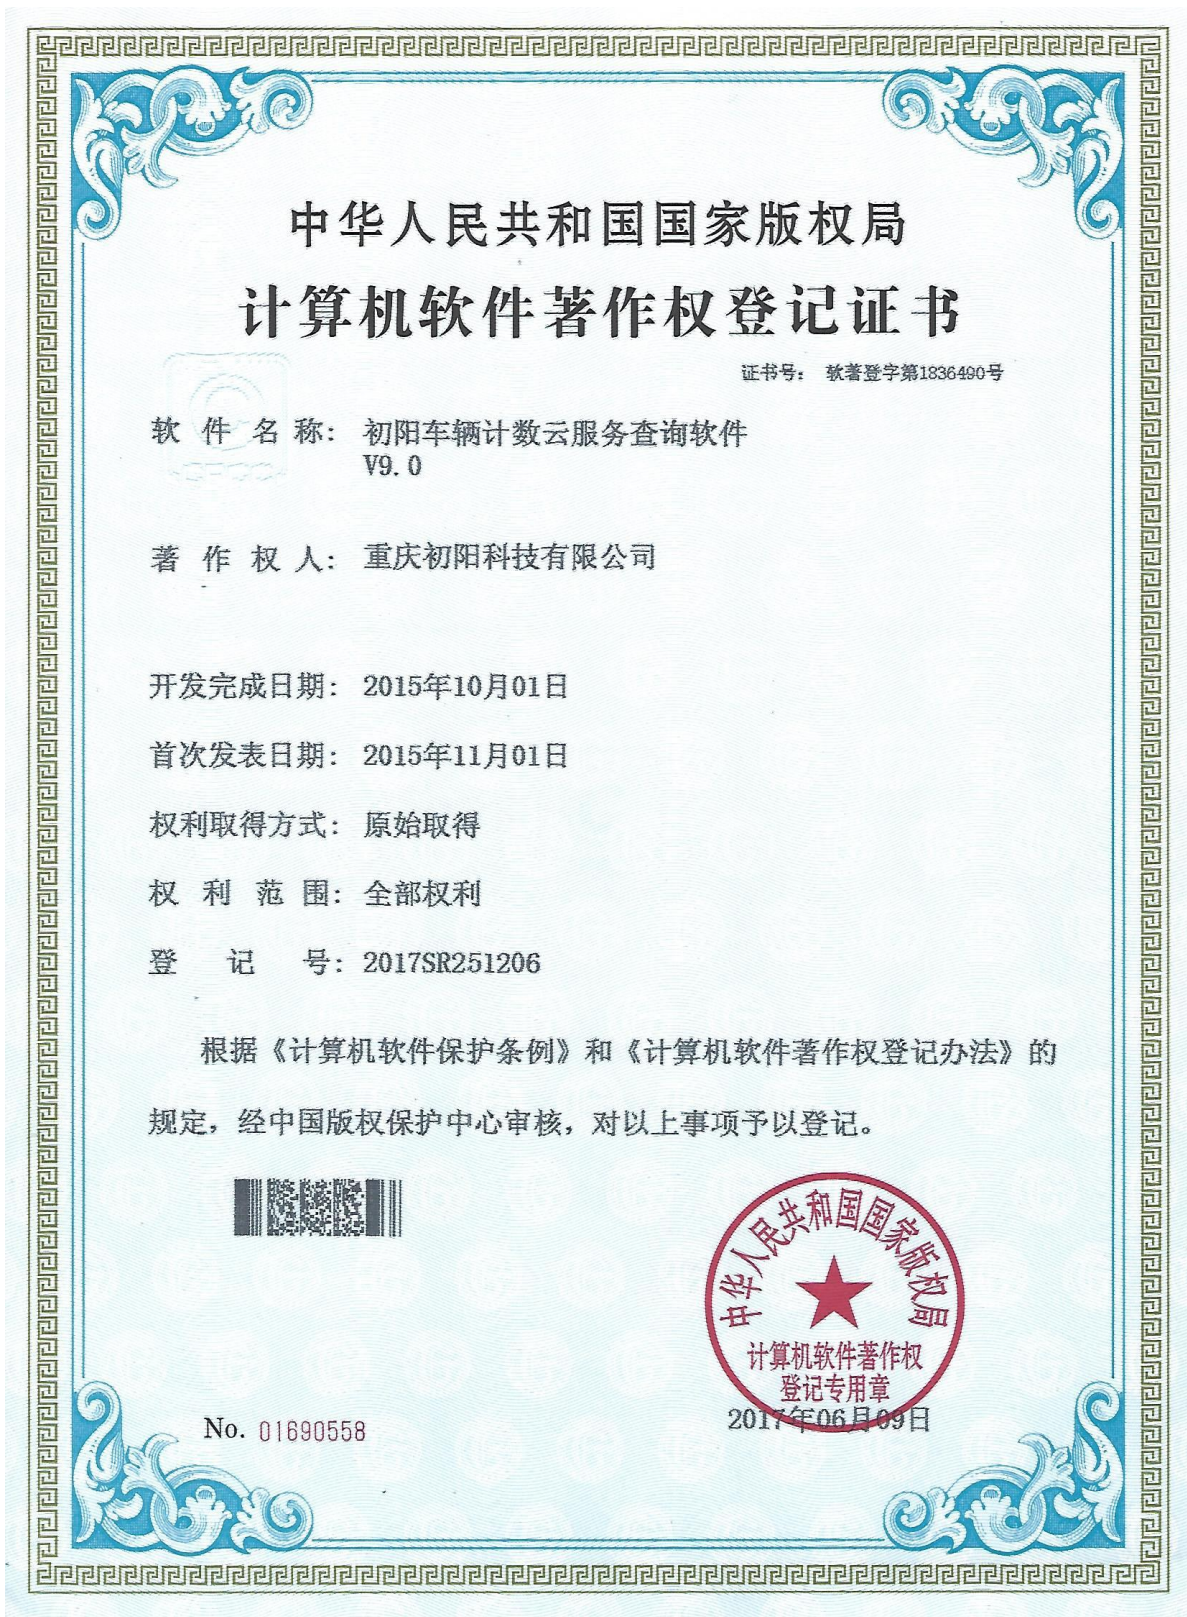 中华人民共和国国家版权局
计算机软件著作权登记证书
证书号： 软著登字第1836490号
软件名称： 初阳车辆计数云服务查询软件
V9.0
著作权人： 重庆初阳科技有限公司
开发完成日期： 2015年10月01日
首次发表日期： 2015年11月01日
权利取得方式： 原始取得
权利范围： 全部权利
登记号： 2017SR251206
根据《计算机软件保护条例》和《计算机软件著作权登记办法》的
规定，经中国版权保护中心审核，对以上事项予以登记。
中华人民共和国国家版权局
计算机软件著作权
登记专用章
No. 01690558
2017年06月09日